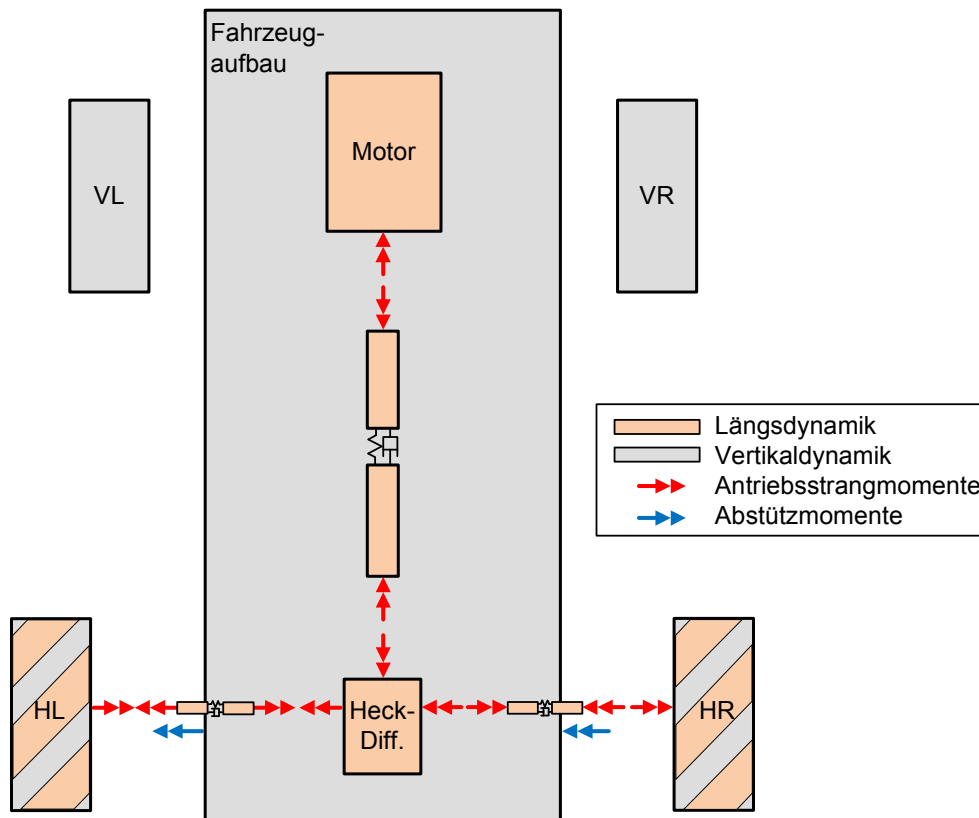 Fahrzeug-
aufbau
Motor
VL
VR
Längsdynamik
Vertikaldynamik
Antriebsstrangmomente
Abstützmomente
HL
Heck-
Diff.
HR